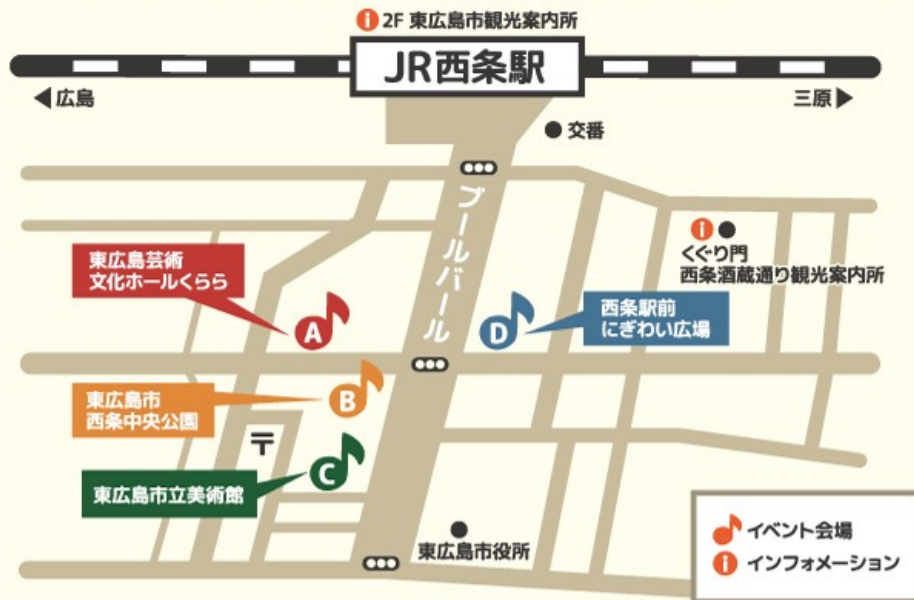 i 2F 東広島市観光案内所
JR西条駅
◀広島
三原▶
● 交番
ブールバール
i ●
くぐり門
西条酒蔵通り観光案内所
東広島芸術
文化ホールくらら
A
D
西条駅前
にぎわい広場
東広島市
西条中央公園
B
〒
C
東広島市立美術館
東広島市役所
イベント会場
i インフォメーション